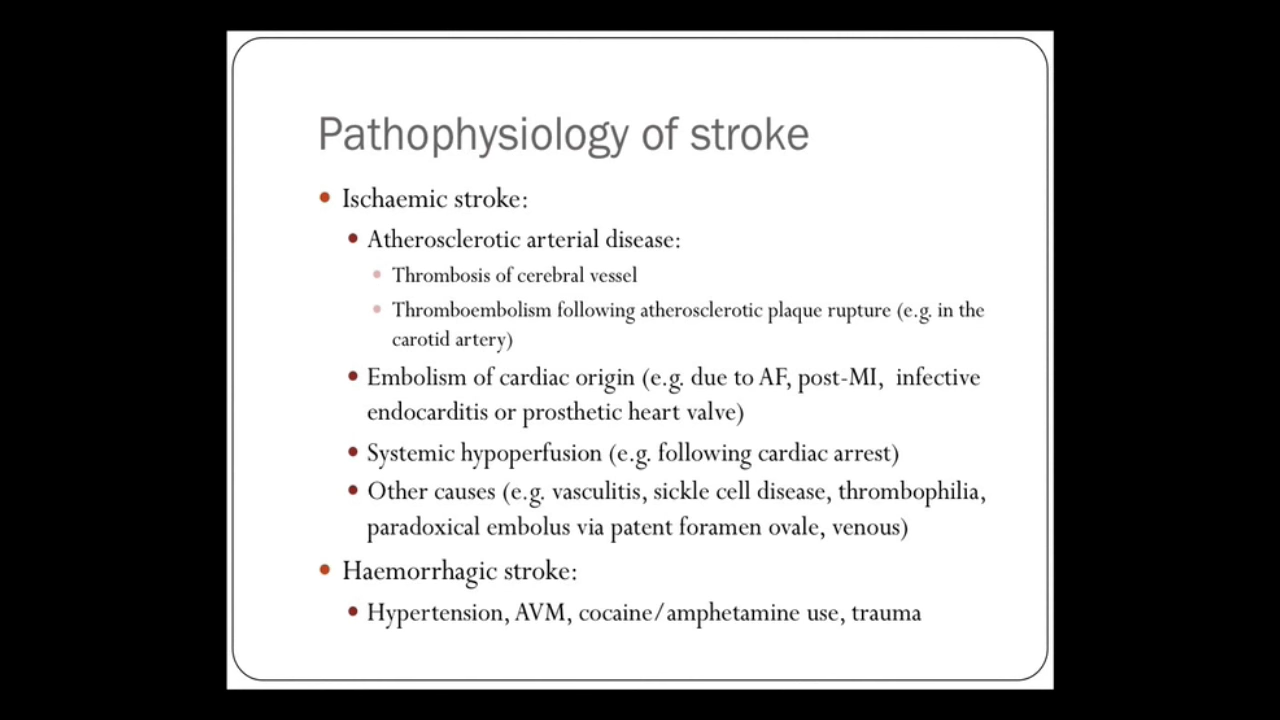 Pathophysiology of stroke
Ischaemic stroke:
Atherosclerotic arterial disease:
Thrombosis of cerebral vessel
Thromboembolism following atherosclerotic plaque rupture (e.g. in the
carotid artery)
Embolism of cardiac origin (e.g. due to AF, post-MI, infective
endocarditis or prosthetic heart valve)
Systemic hypoperfusion (e.g. following cardiac arrest)
Other causes (e.g. vasculitis, sickle cell disease, thrombophilia,
paradoxical embolus via patent foramen ovale, venous)
Haemorrhagic stroke:
Hypertension, AVM, cocaine/amphetamine use, trauma